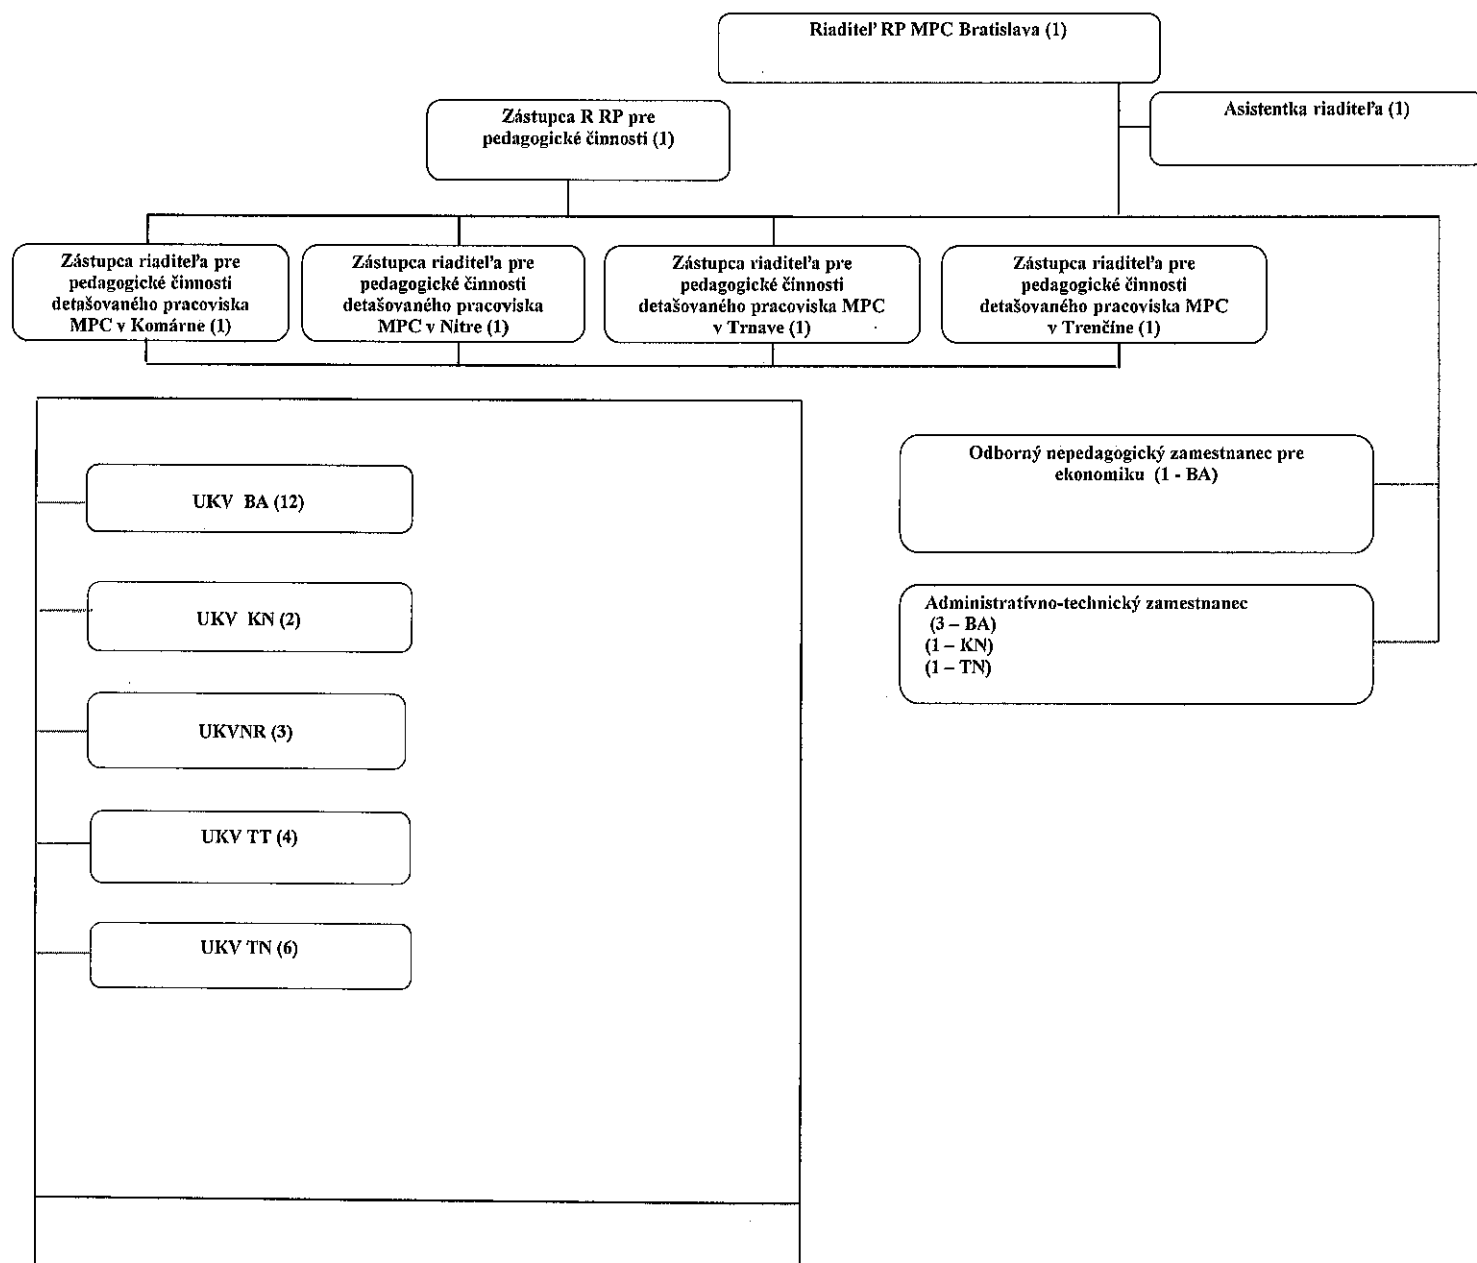 Riaditeľ RP MPC Bratislava (1)
Asistentka riaditeľa (1)
Zástupca R RP pre
pedagogické činnosti (1)
Zástupca riaditeľa pre
pedagogické činnosti
detašovaného pracoviska
MPC v Komárne (1)
Zástupca riaditeľa pre
pedagogické činnosti
detašovaného pracoviska
MPC v Nitre (1)
Zástupca riaditeľa pre
pedagogické činnosti
detašovaného pracoviska MPC
v Trnave (1)
Zástupca riaditeľa pre
pedagogické činnosti
detašovaného pracoviska MPC
v Trenčíne (1)
Odborný nepedagogický zamestnanec pre
ekonomiku (1 - BA)
Administratívno-technický zamestnanec
(3 – BA)
(1 – KN)
(1 – TN)
UKV BA (12)
UKV KN (2)
UKVNR (3)
UKV TT (4)
UKV TN (6)